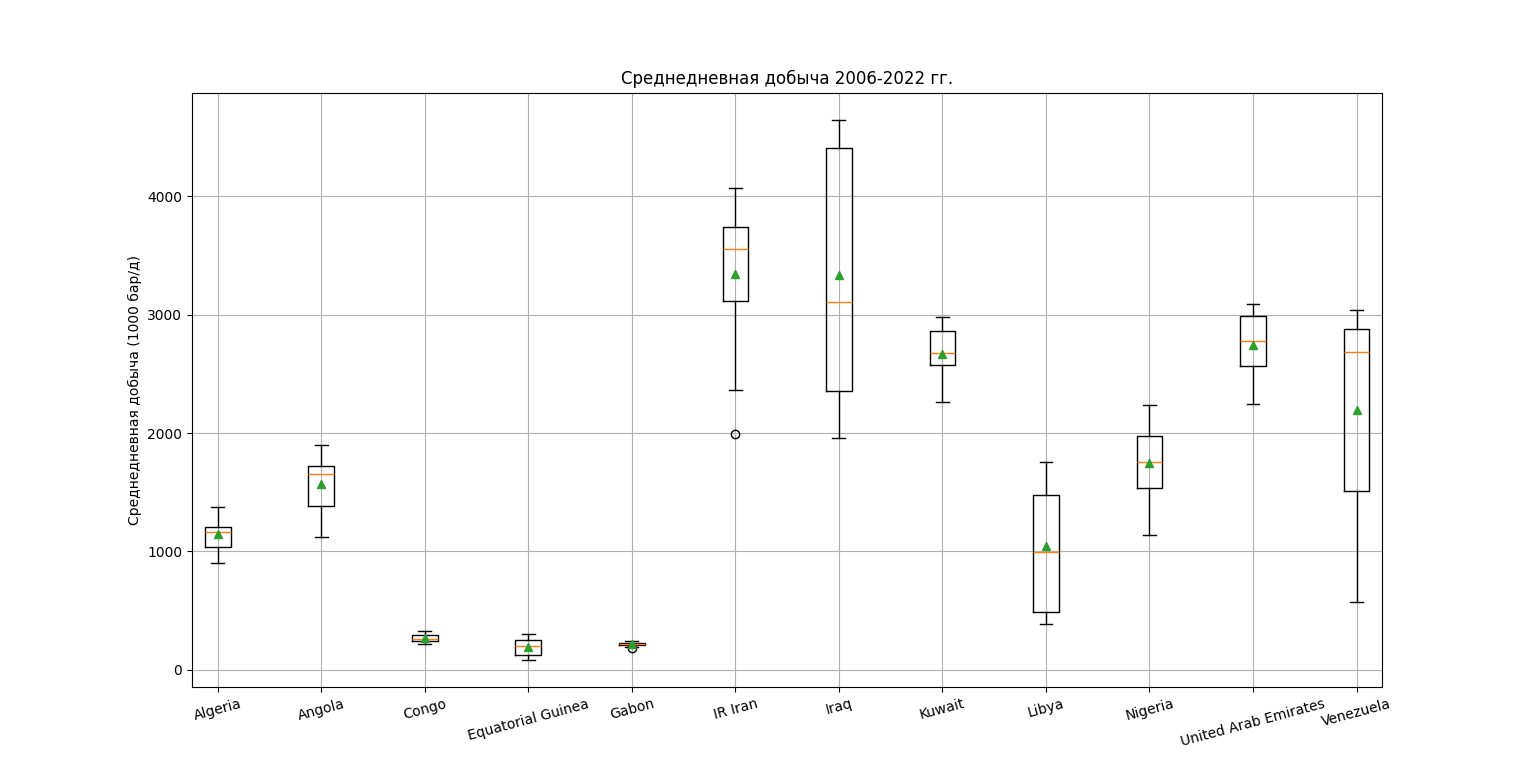 Среднедневная добыча 2006-2022 гг.
Среднедневная добыча (1000 бар/д)
4000
3000
2000
1000
0
Algeria
Angola
Congo
Equatorial Guinea
Gabon
IR Iran
Iraq
Kuwait
Libya
Nigeria
United Arab Emirates
Venezuela